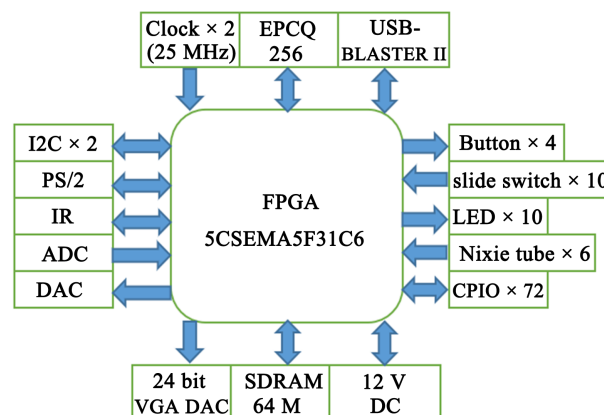 Clock × 2
(25 MHz)
EPCQ
256
USB-
BLASTER II
I2C × 2
PS/2
IR
ADC
DAC
FPGA
5CSEMA5F31C6
Button × 4
slide switch × 10
LED × 10
Nixie tube × 6
CPIO × 72
24 bit
VGA DAC
SDRAM
64 M
12 V
DC